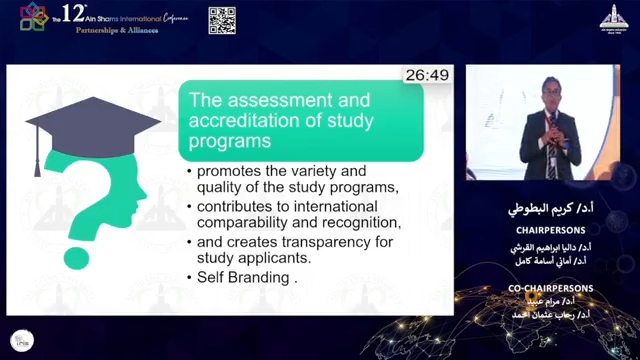 The 12th Ain Shams International Conference
Partnerships & Alliances
26:49
The assessment and
accreditation of study
programs
• promotes the variety and
quality of the study programs,
• contributes to international
comparability and recognition,
• and creates transparency for
study applicants.
• Self Branding .
أ.د/ كريم البطوطي
CHAIRPERSONS
أ.د/ داليا ابراهيم القرشي
أ.د/ أماني أسامة كامل
CO-CHAIRPERSONS
أ.د/ مرام عبيد
أ.د/ رحاب عثمان احمد